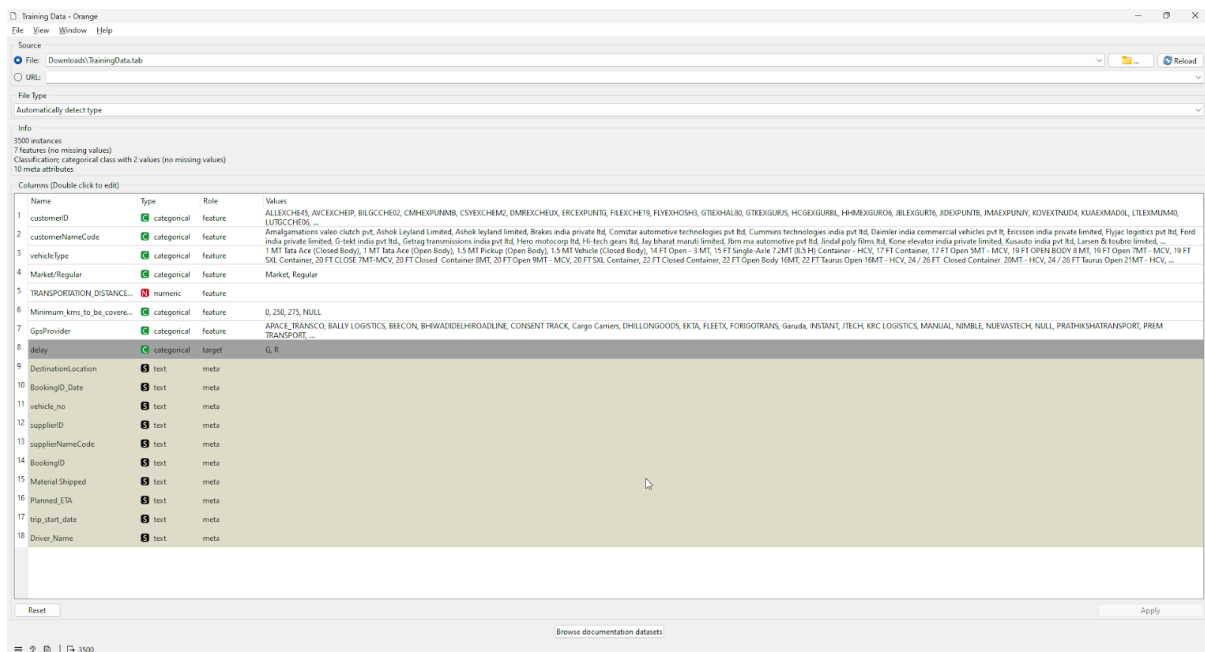 Training Data - Orange
File View Window Help
Source
File: Downloads\TrainingData.tab ... Reload
URL:
File Type
Automatically detect type
Info
3500 instances
7 features (no missing values)
Classification; categorical class with 2 values (no missing values)
10 meta attributes
Columns (Double click to edit)
Name Type Role Values
1 customerID C categorical feature ALLEXCHE45, AVCEXCHEIP, BILGCCHE02, CMHEXPUNMB, CSYEXCHEM2, DMREXCHEUX, ERCEXPUNTG, FILEXCHE19, FLYEXHOSH3, GTIEXHAL80, GTKEXGURJS, HCGEXGURBL, HHMEXGURO6, JBLEXGURT6, JIDEXPUNTB, JMAEXPUNJY, KOVEXTNUD4, KUAEXMAD0L, LTLEXMUM40,
LUTGCCHE06, ...
2 customerNameCode C categorical feature Amalgamations valeo clutch pvt, Ashok Leyland Limited, Ashok leyland limited, Brakes india private ltd, Comstar automotive technologies pvt ltd, Cummins technologies india pvt ltd, Daimler india commercial vehicles pvt lt, Ericsson india private limited, Flyjac logistics pvt ltd, Ford
india private limited, G-tekt india pvt ltd., Getrag transmissions india pvt ltd, Hero motocorp ltd, Hi-tech gears ltd, Jay bharat maruti limited, Jbm ma automotive pvt ltd, Jindal poly films ltd, Kone elevator india private limited, Kusauto india pvt ltd, Larsen & toubro limited, ...
3 vehicleType C categorical feature 1 MT Tata Ace (Closed Body), 1 MT Tata Ace (Open Body), 1.5 MT Pickup (Open Body), 1.5 MT Vehicle (Closed Body), 14 FT Open - 3 MT, 15 FT Single-Axle 7.2MT (8.5 H) Container - HCV, 17 FT Container, 17 FT Open 5MT - MCV, 19 FT OPEN BODY 8 MT, 19 FT Open 7MT - MCV, 19 FT
SXL Container, 20 FT CLOSE 7MT-MCV, 20 FT Closed Container 8MT, 20 FT Open 9MT - MCV, 20 FT SXL Container, 22 FT Closed Container, 22 FT Open Body 16MT, 22 FT Taurus Open 16MT - HCV, 24 / 26 FT Closed Container 20MT - HCV, 24 / 26 FT Taurus Open 21MT - HCV, ...
4 Market/Regular C categorical feature Market, Regular
5 TRANSPORTATION_DISTANCE... N numeric feature
6 Minimum_kms_to_be_covere... C categorical feature 0, 250, 275, NULL
7 GpsProvider C categorical feature APACE_TRANSCO, BALLY LOGISTICS, BEECON, BHIWADIDELHIROADLINE, CONSENT TRACK, Cargo Carriers, DHILLONGOODS, EKTA, FLEETX, FORIGOTRANS, Garuda, INSTANT, JTECH, KRC LOGISTICS, MANUAL, NIMBLE, NUEVASTECH, NULL, PRATHIKSHATRANSPORT, PREM
TRANSPORT, ...
8 delay C categorical target G, R
9 DestinationLocation S text meta
10 BookingID_Date S text meta
11 vehicle_no S text meta
12 supplierID S text meta
13 supplierNameCode S text meta
14 BookingID S text meta
15 Material Shipped S text meta
16 Planned_ETA S text meta
17 trip_start_date S text meta
18 Driver_Name S text meta
Reset Apply
Browse documentation datasets
3500